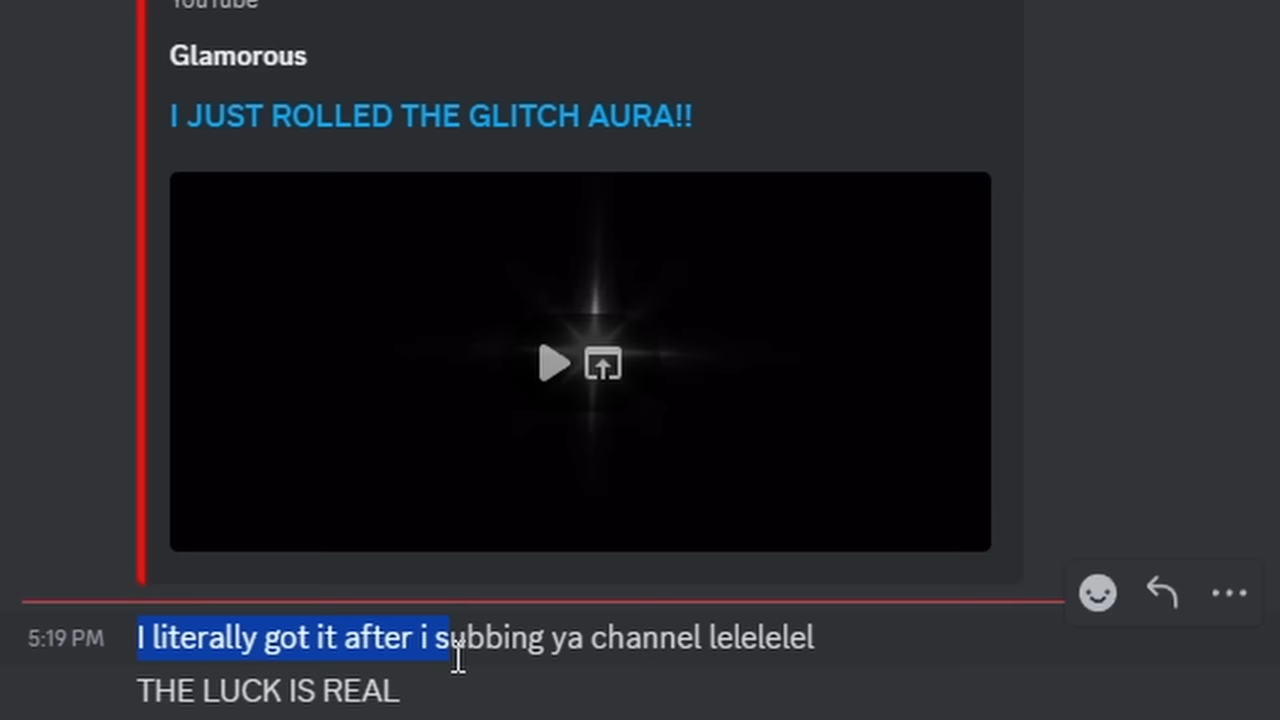 YouTube
Glamorous
I JUST ROLLED THE GLITCH AURA!!
5:19 PM I literally got it after i subbing ya channel lelelelel
THE LUCK IS REAL